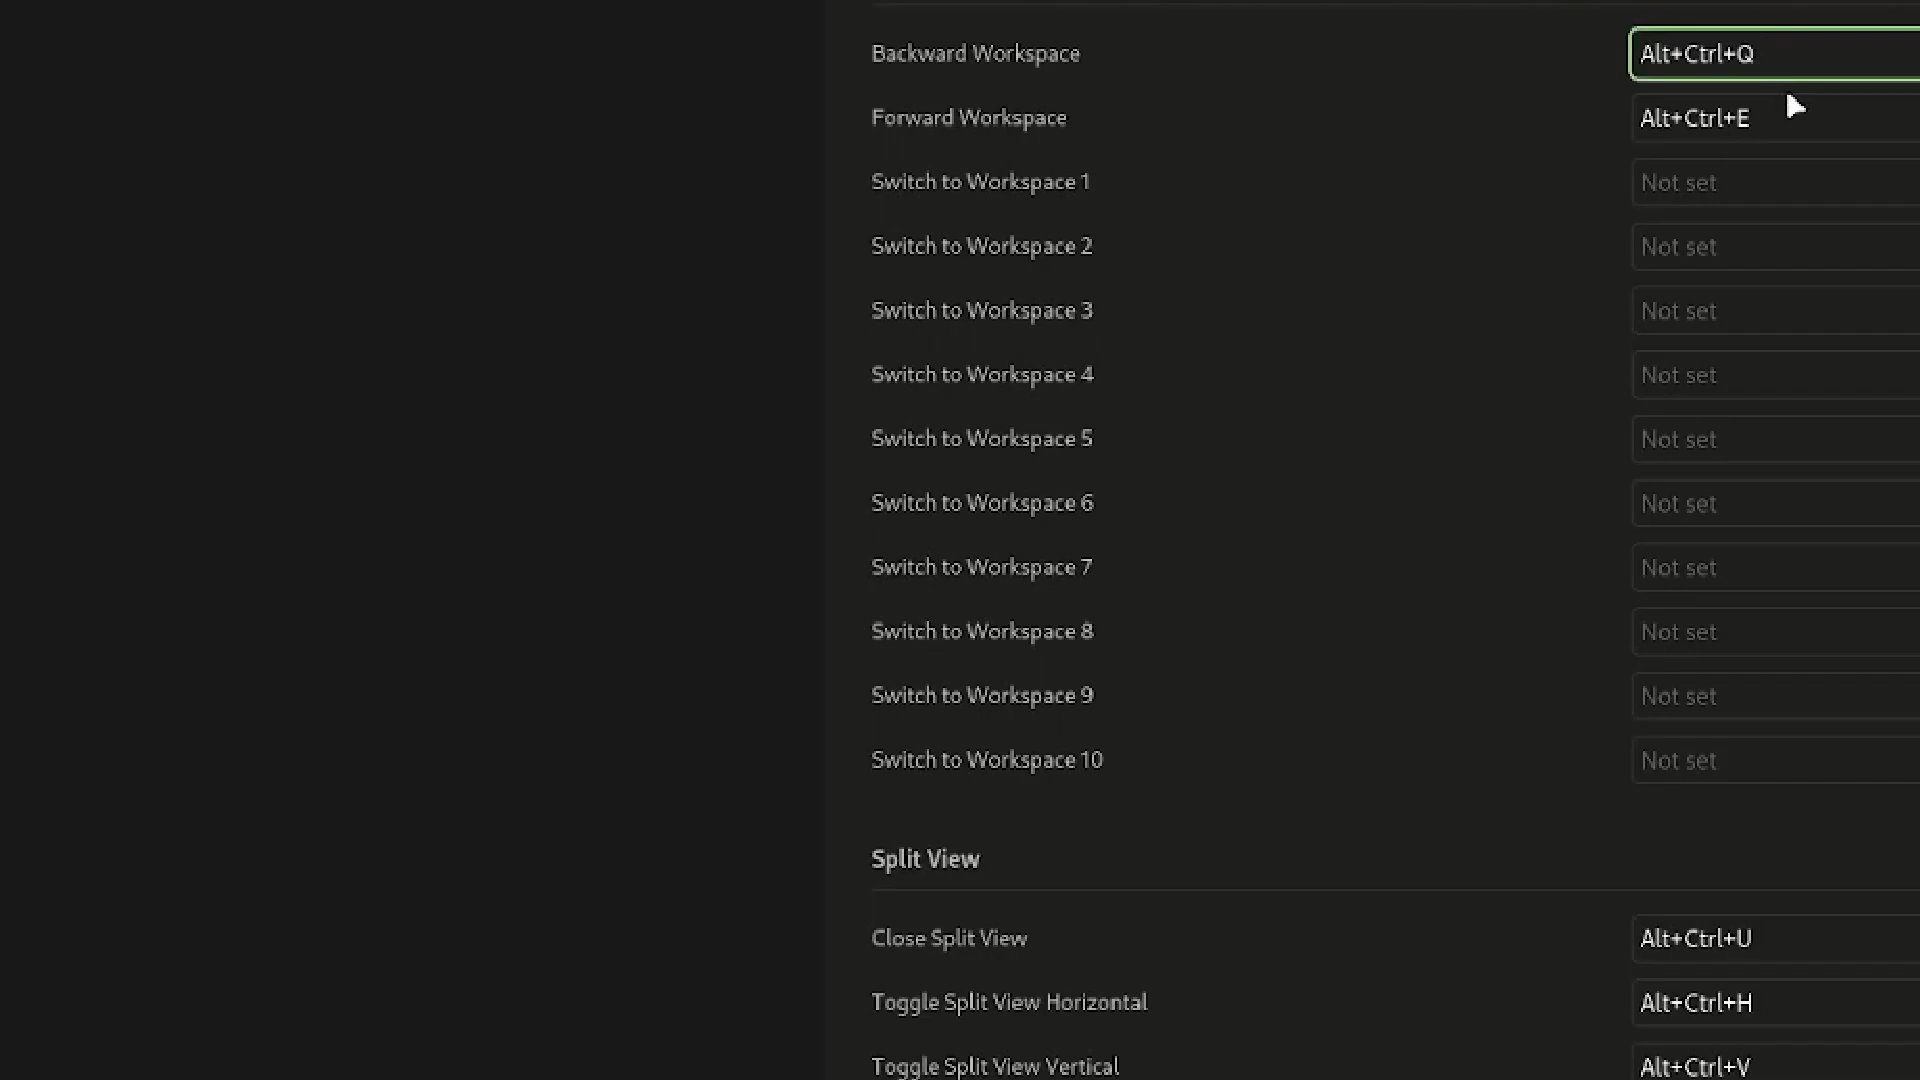 Backward Workspace Alt+Ctrl+Q
Forward Workspace Alt+Ctrl+E
Switch to Workspace 1 Not set
Switch to Workspace 2 Not set
Switch to Workspace 3 Not set
Switch to Workspace 4 Not set
Switch to Workspace 5 Not set
Switch to Workspace 6 Not set
Switch to Workspace 7 Not set
Switch to Workspace 8 Not set
Switch to Workspace 9 Not set
Switch to Workspace 10 Not set
Split View
Close Split View Alt+Ctrl+U
Toggle Split View Horizontal Alt+Ctrl+H
Toggle Split View Vertical Alt+Ctrl+V